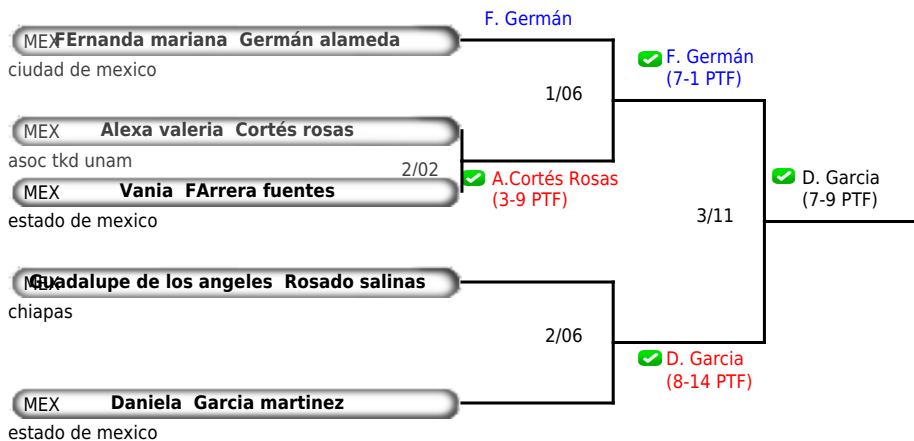 F. Germán
MEX FErnanda mariana Germán alameda
ciudad de mexico
F. Germán
(7-1 PTF)
1/06
MEX Alexa valeria Cortés rosas
asoc tkd unam
2/02
A.Cortés Rosas
(3-9 PTF)
D. Garcia
(7-9 PTF)
MEX Vania FArrera fuentes
estado de mexico
3/11
MEX Guadalupe de los angeles Rosado salinas
chiapas
2/06
D. Garcia
(8-14 PTF)
MEX Daniela Garcia martinez
estado de mexico